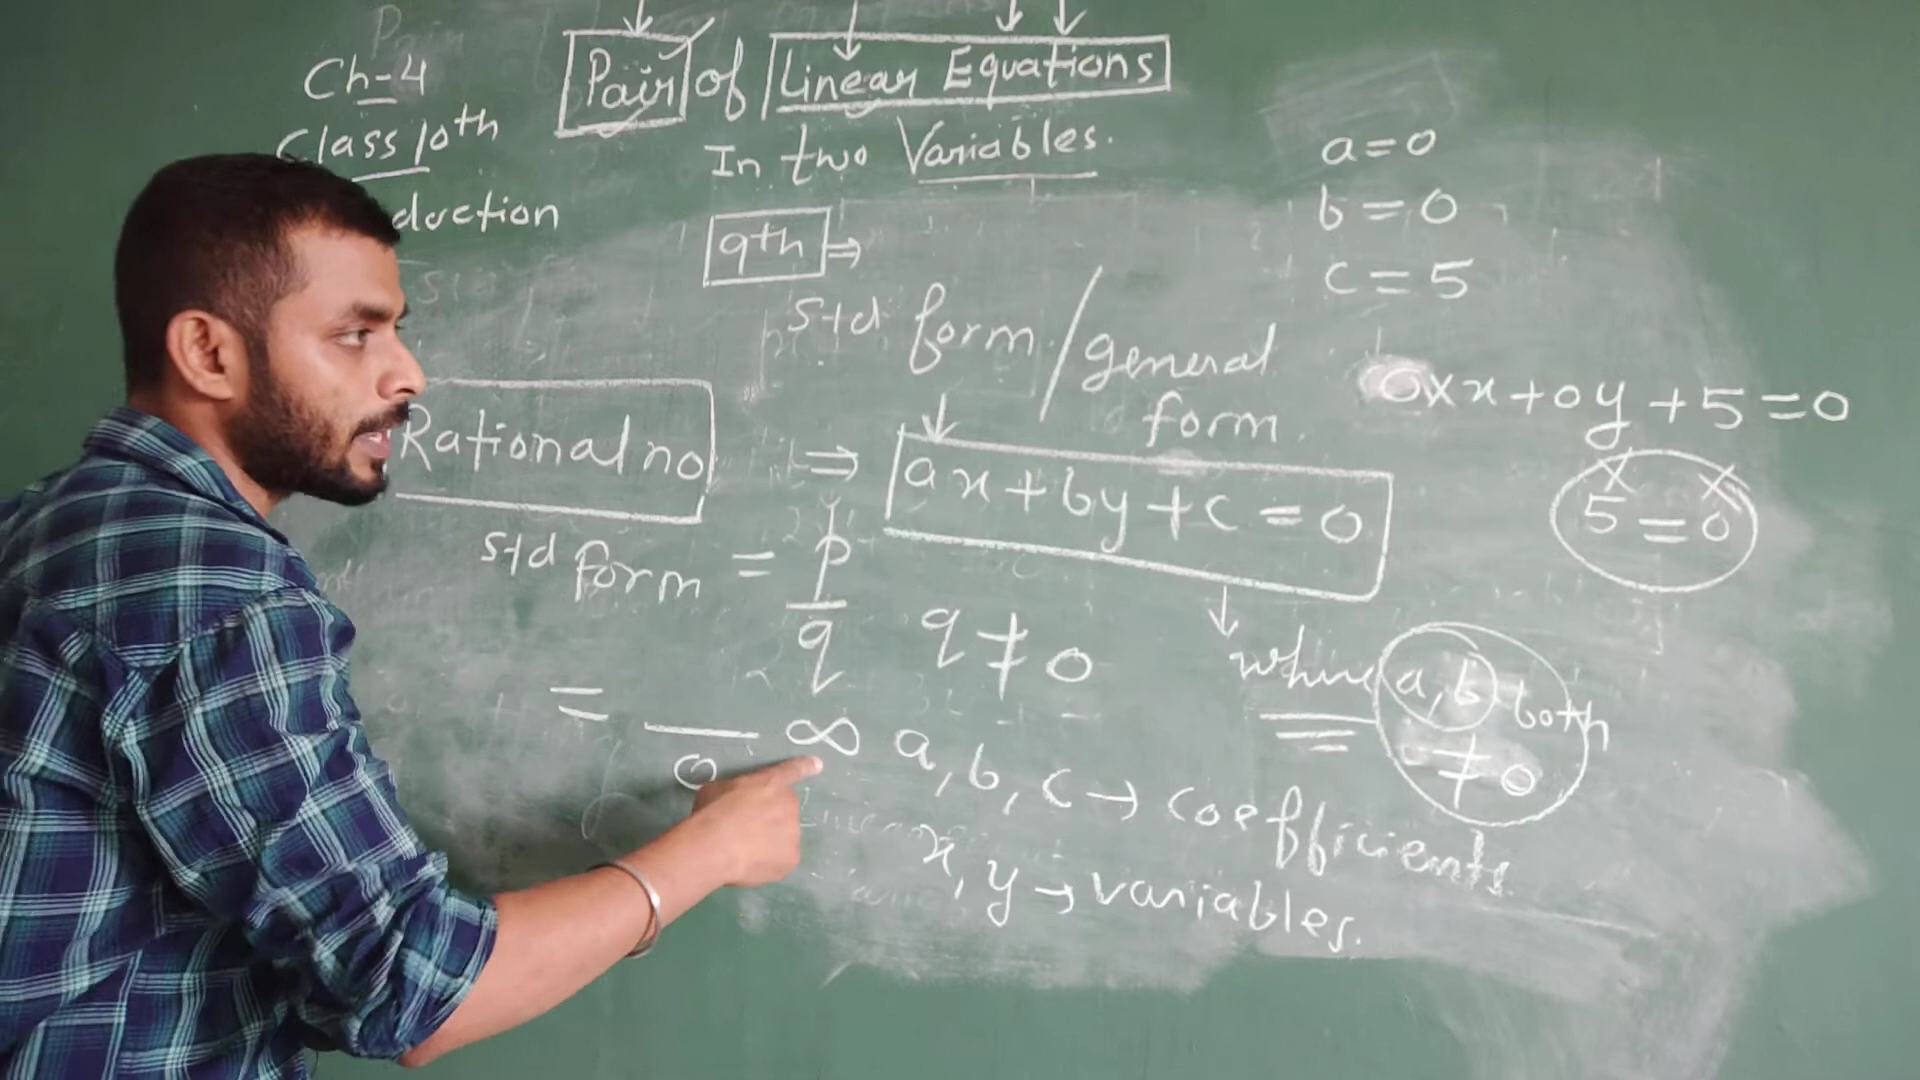 Ch-4
Class 10th
duction
Pair of Linear Equations
In two Variables.
9th ⇒
std form / general form.
⇒ ax + by + c = 0
Rational no
std form = p/q q ≠ 0
= —/0 ∞
a, b, c → coefficients
x, y → variables.
where a, b both ≠ 0
a = 0
b = 0
c = 5
0×x + 0y + 5 = 0
5 = 0